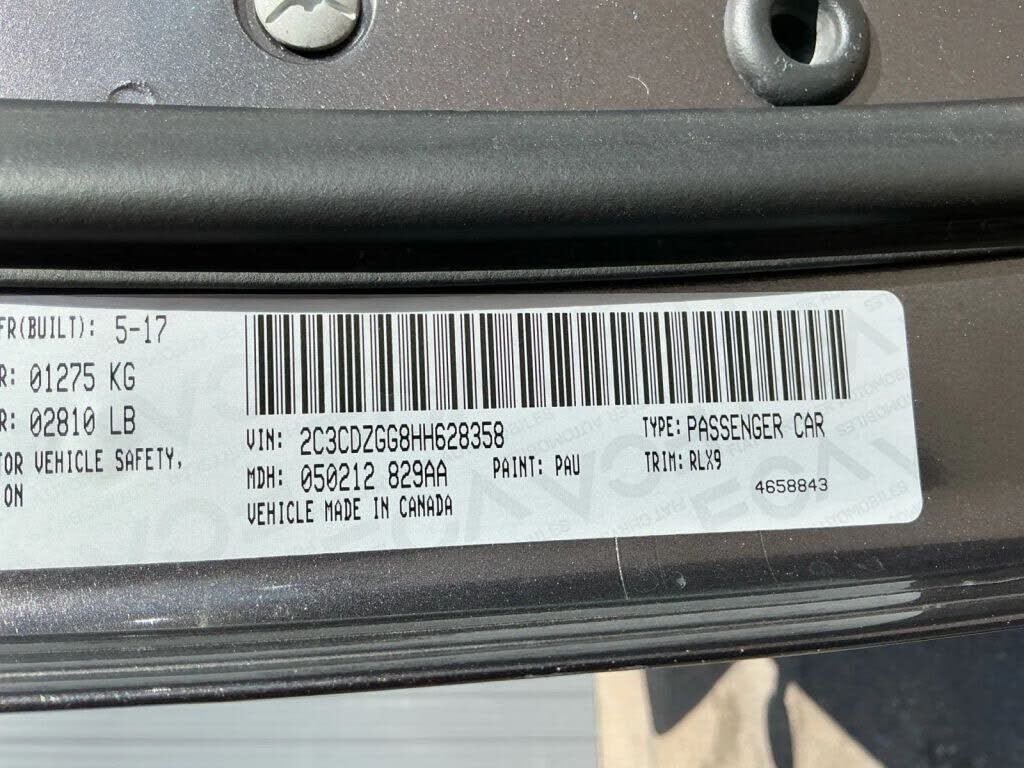 FR(BUILT): 5-17
R: 01275 KG
R: 02810 LB
TOR VEHICLE SAFETY,
ON
VIN: 2C3CDZGG8HH628358
TYPE: PASSENGER CAR
MDH: 050212 829AA
PAINT: PAU
TRIM: RLX9
VEHICLE MADE IN CANADA
4658843